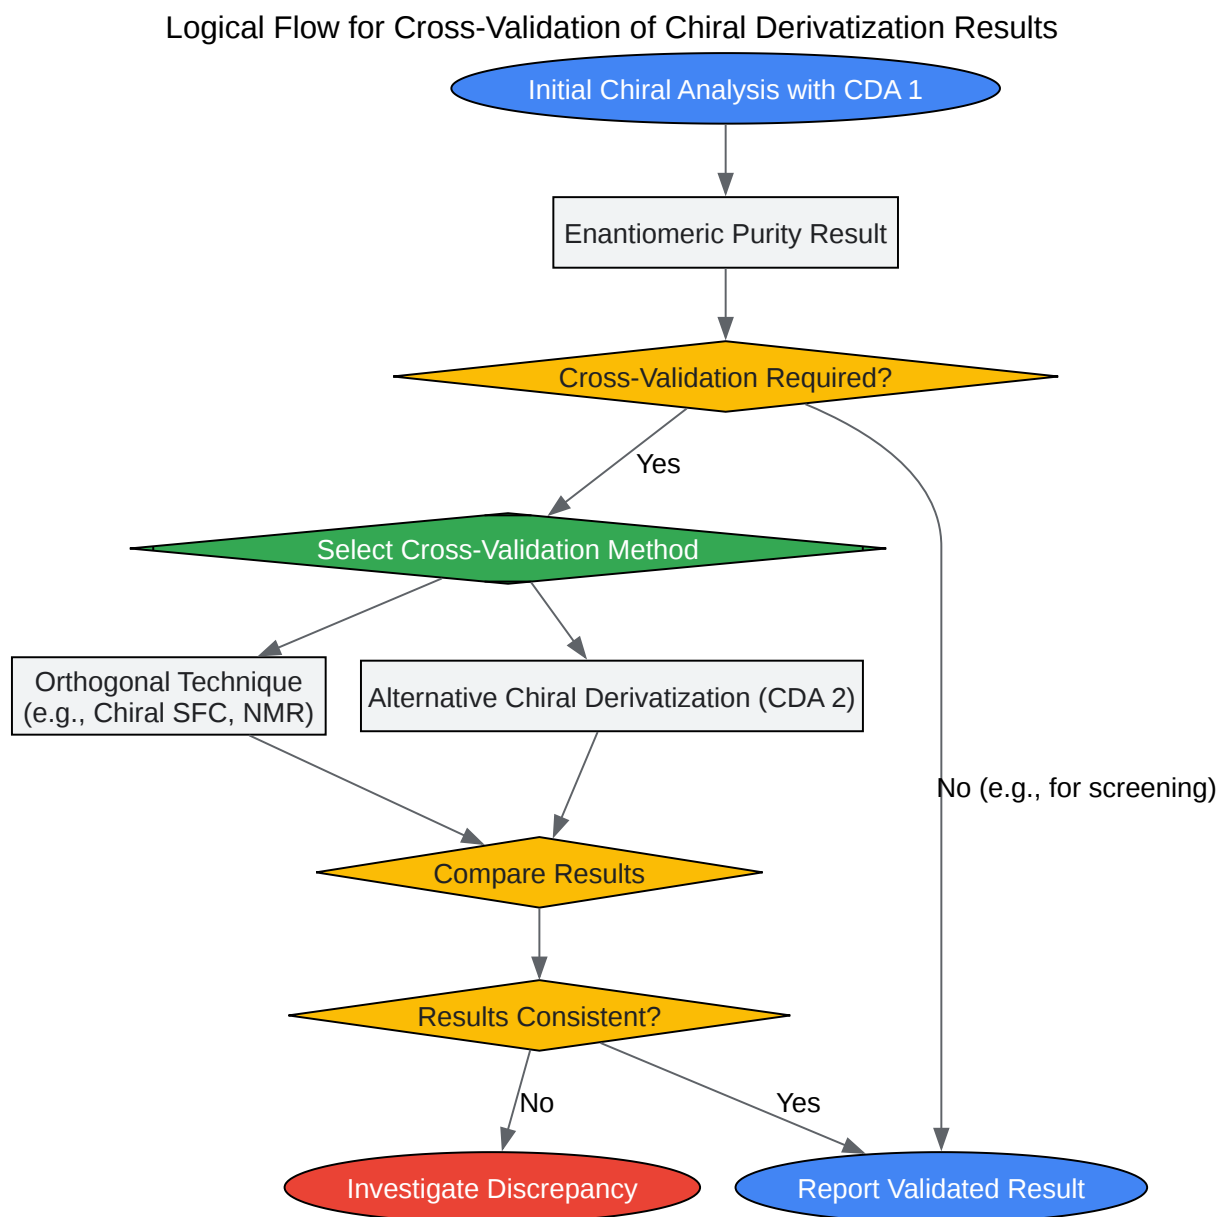 Logical Flow for Cross-Validation of Chiral Derivatization Results
Initial Chiral Analysis with CDA 1
Enantiomeric Purity Result
Cross-Validation Required?
Yes
Select Cross-Validation Method
Orthogonal Technique
(e.g., Chiral SFC, NMR)
Alternative Chiral Derivatization (CDA 2)
No (e.g., for screening)
Compare Results
Results Consistent?
No
Yes
Investigate Discrepancy
Report Validated Result